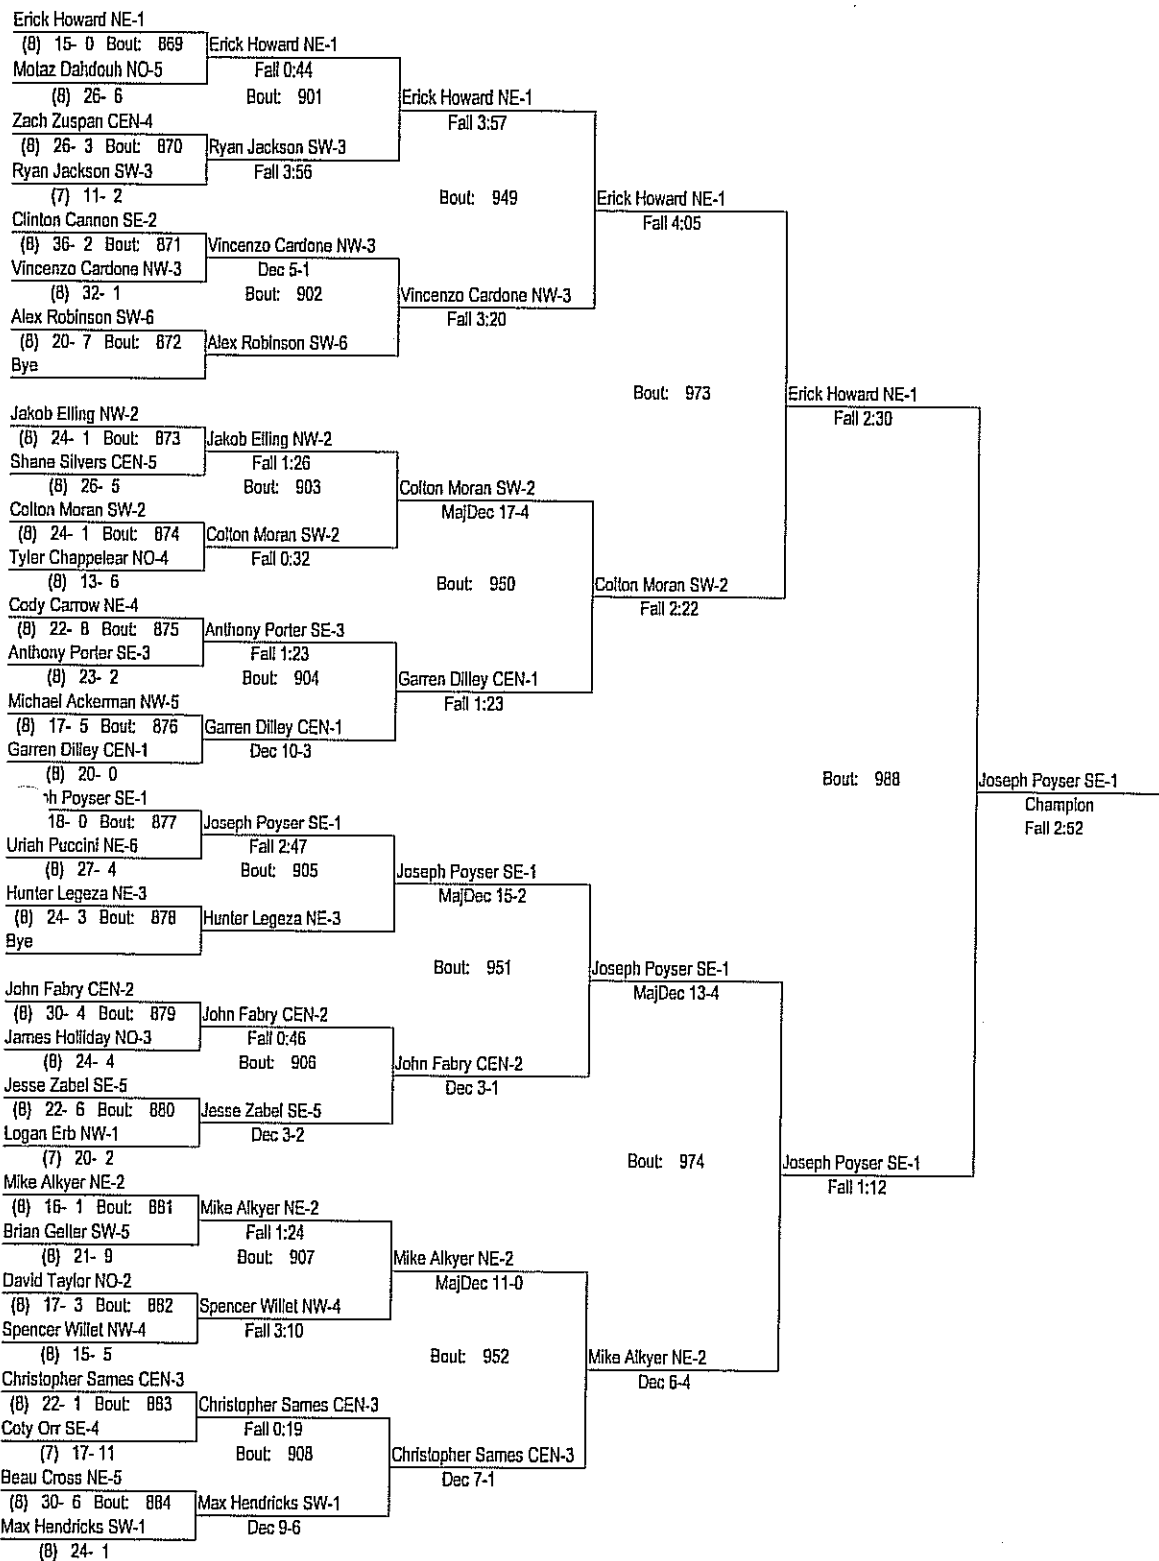 Erick Howard NE-1
(8) 15- 0 Bout: 869
Motaz Dahdouh NO-5
(8) 26- 6
Zach Zuspan CEN-4
(8) 26- 3 Bout: 870
Ryan Jackson SW-3
(7) 11- 2
Clinton Cannon SE-2
(8) 36- 2 Bout: 871
Vincenzo Cardone NW-3
(8) 32- 1
Alex Robinson SW-6
(8) 20- 7 Bout: 872
Bye
Jakob Elling NW-2
(8) 24- 1 Bout: 873
Shane Silvers CEN-5
(8) 26- 5
Colton Moran SW-2
(8) 24- 1 Bout: 874
Tyler Chappelear NO-4
(8) 13- 6
Cody Carrow NE-4
(8) 22- 8 Bout: 875
Anthony Porter SE-3
(8) 23- 2
Michael Ackerman NW-5
(8) 17- 5 Bout: 876
Garren Dilley CEN-1
(8) 20- 0
h Poyser SE-1
18- 0 Bout: 877
Uriah Puccini NE-6
(8) 27- 4
Hunter Legeza NE-3
(8) 24- 3 Bout: 878
Bye
John Fabry CEN-2
(8) 30- 4 Bout: 879
James Holliday NO-3
(8) 24- 4
Jesse Zabel SE-5
(8) 22- 6 Bout: 880
Logan Erb NW-1
(7) 20- 2
Mike Alkyer NE-2
(8) 16- 1 Bout: 881
Brian Geller SW-5
(8) 21- 9
David Taylor NO-2
(8) 17- 3 Bout: 882
Spencer Willet NW-4
(8) 15- 5
Christopher Sames CEN-3
(8) 22- 1 Bout: 883
Coty Orr SE-4
(7) 17- 11
Beau Cross NE-5
(8) 30- 6 Bout: 884
Max Hendricks SW-1
(8) 24- 1
Erick Howard NE-1
Fall 0:44
Bout: 901
Ryan Jackson SW-3
Fall 3:56
Vincenzo Cardone NW-3
Dec 5-1
Bout: 902
Alex Robinson SW-6
Jakob Elling NW-2
Fall 1:26
Bout: 903
Colton Moran SW-2
Fall 0:32
Anthony Porter SE-3
Fall 1:23
Bout: 904
Garren Dilley CEN-1
Dec 10-3
Joseph Poyser SE-1
Fall 2:47
Bout: 905
Hunter Legeza NE-3
John Fabry CEN-2
Fall 0:46
Bout: 906
Jesse Zabel SE-5
Dec 3-2
Mike Alkyer NE-2
Fall 1:24
Bout: 907
Spencer Willet NW-4
Fall 3:10
Christopher Sames CEN-3
Fall 0:19
Bout: 908
Max Hendricks SW-1
Dec 9-6
Erick Howard NE-1
Fall 3:57
Bout: 949
Vincenzo Cardone NW-3
Fall 3:20
Colton Moran SW-2
MajDec 17-4
Bout: 950
Garren Dilley CEN-1
Fall 1:23
Joseph Poyser SE-1
MajDec 15-2
Bout: 951
John Fabry CEN-2
Dec 3-1
Mike Alkyer NE-2
MajDec 11-0
Bout: 952
Christopher Sames CEN-3
Dec 7-1
Erick Howard NE-1
Fall 4:05
Bout: 973
Colton Moran SW-2
Fall 2:22
Joseph Poyser SE-1
MajDec 13-4
Bout: 974
Mike Alkyer NE-2
Dec 6-4
Erick Howard NE-1
Fall 2:30
Bout: 988
Joseph Poyser SE-1
Fall 1:12
Joseph Poyser SE-1
Champion
Fall 2:52